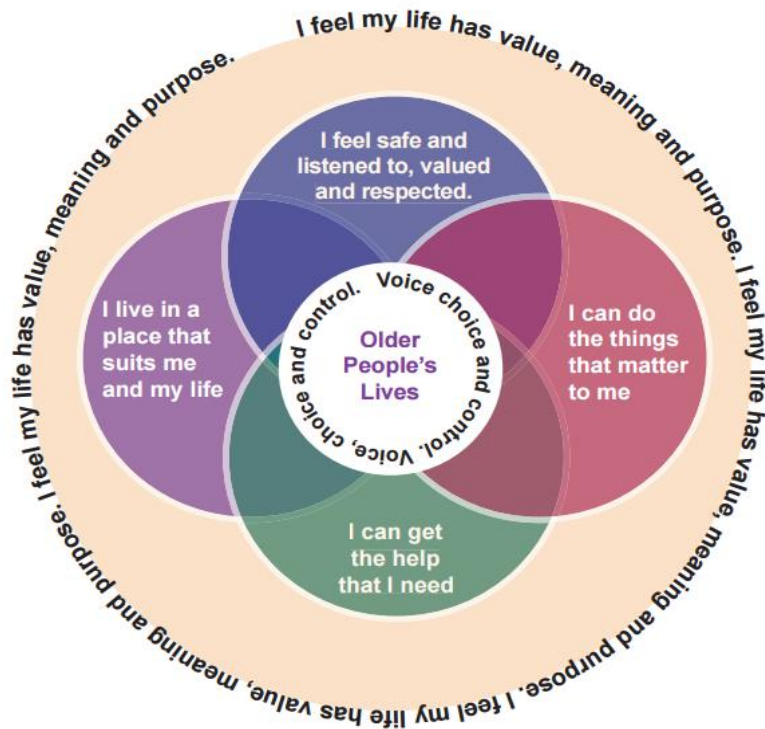 I feel my life has value, meaning and purpose. I feel my life has value, meaning and purpose. I feel my life has value, meaning and purpose. I feel my life has value, meaning and purpose.
I feel safe and
listened to, valued
and respected.
I live in a
place that
suits me
and my life
Voice choice and control. Voice, choice and control.
Older
People's
Lives
I can do
the things
that matter
to me
I can get
the help
that I need